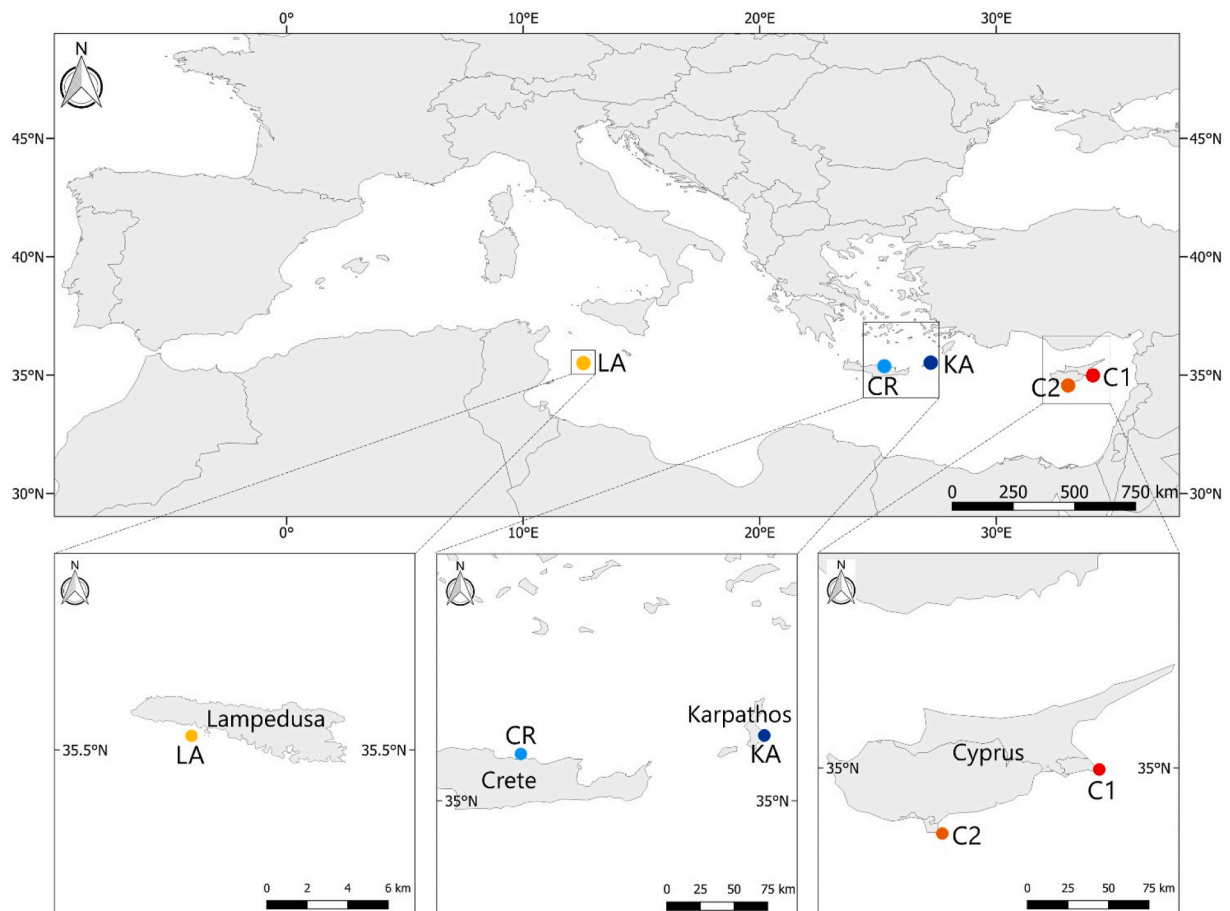 0° 10°E 20°E 30°E
N
45°N 45°N
40°N 40°N
LA KA
35°N CR C2 C1 35°N
30°N 0 250 500 750 km 30°N
0° 10°E 20°E 30°E
N N N
Lampedusa Karpathos
35.5°N LA 35.5°N CR KA
Crete 35°N Cyprus 35°N
35°N 35°N C1
C2
0 2 4 6 km 0 25 50 75 km 0 25 50 75 km